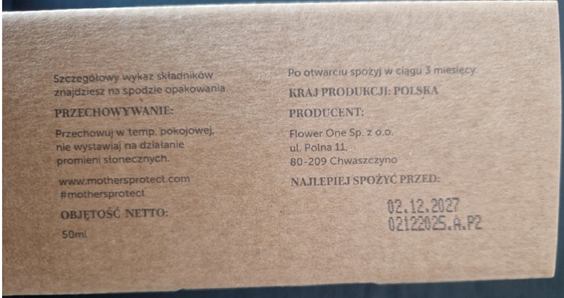 Szczegółowy wykaz składników
znajdziesz na spodzie opakowania
PRZECHOWYWANIE:
Przechowuj w temp. pokojowej,
nie wystawiaj na działanie
promieni słonecznych.
www.mothersprotect.com
#mothersprotect
OBJĘTOŚĆ NETTO:
50ml
Po otwarciu spożyj w ciągu 3 miesięcy.
KRAJ PRODUKCJI: POLSKA
PRODUCENT:
Flower One Sp. z o.o.
ul. Polna 11,
80-209 Chwaszczyno
NAJLEPIEJ SPOŻYĆ PRZED:
02.12.2027
02122025.A.P2